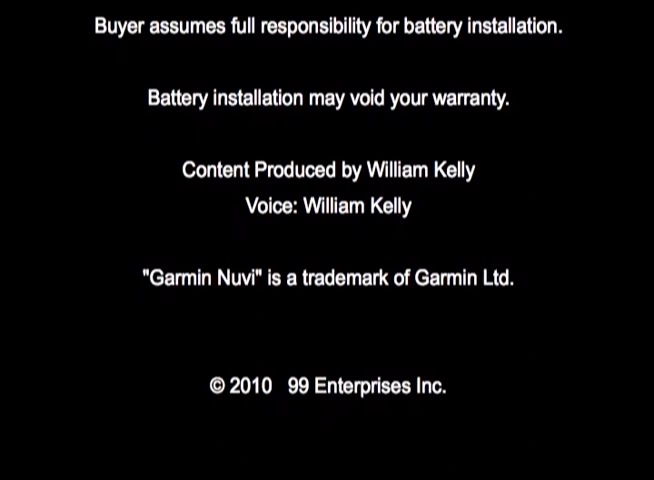 Buyer assumes full responsibility for battery installation.
Battery installation may void your warranty.
Content Produced by William Kelly
Voice: William Kelly
"Garmin Nuvi" is a trademark of Garmin Ltd.
© 2010   99 Enterprises Inc.